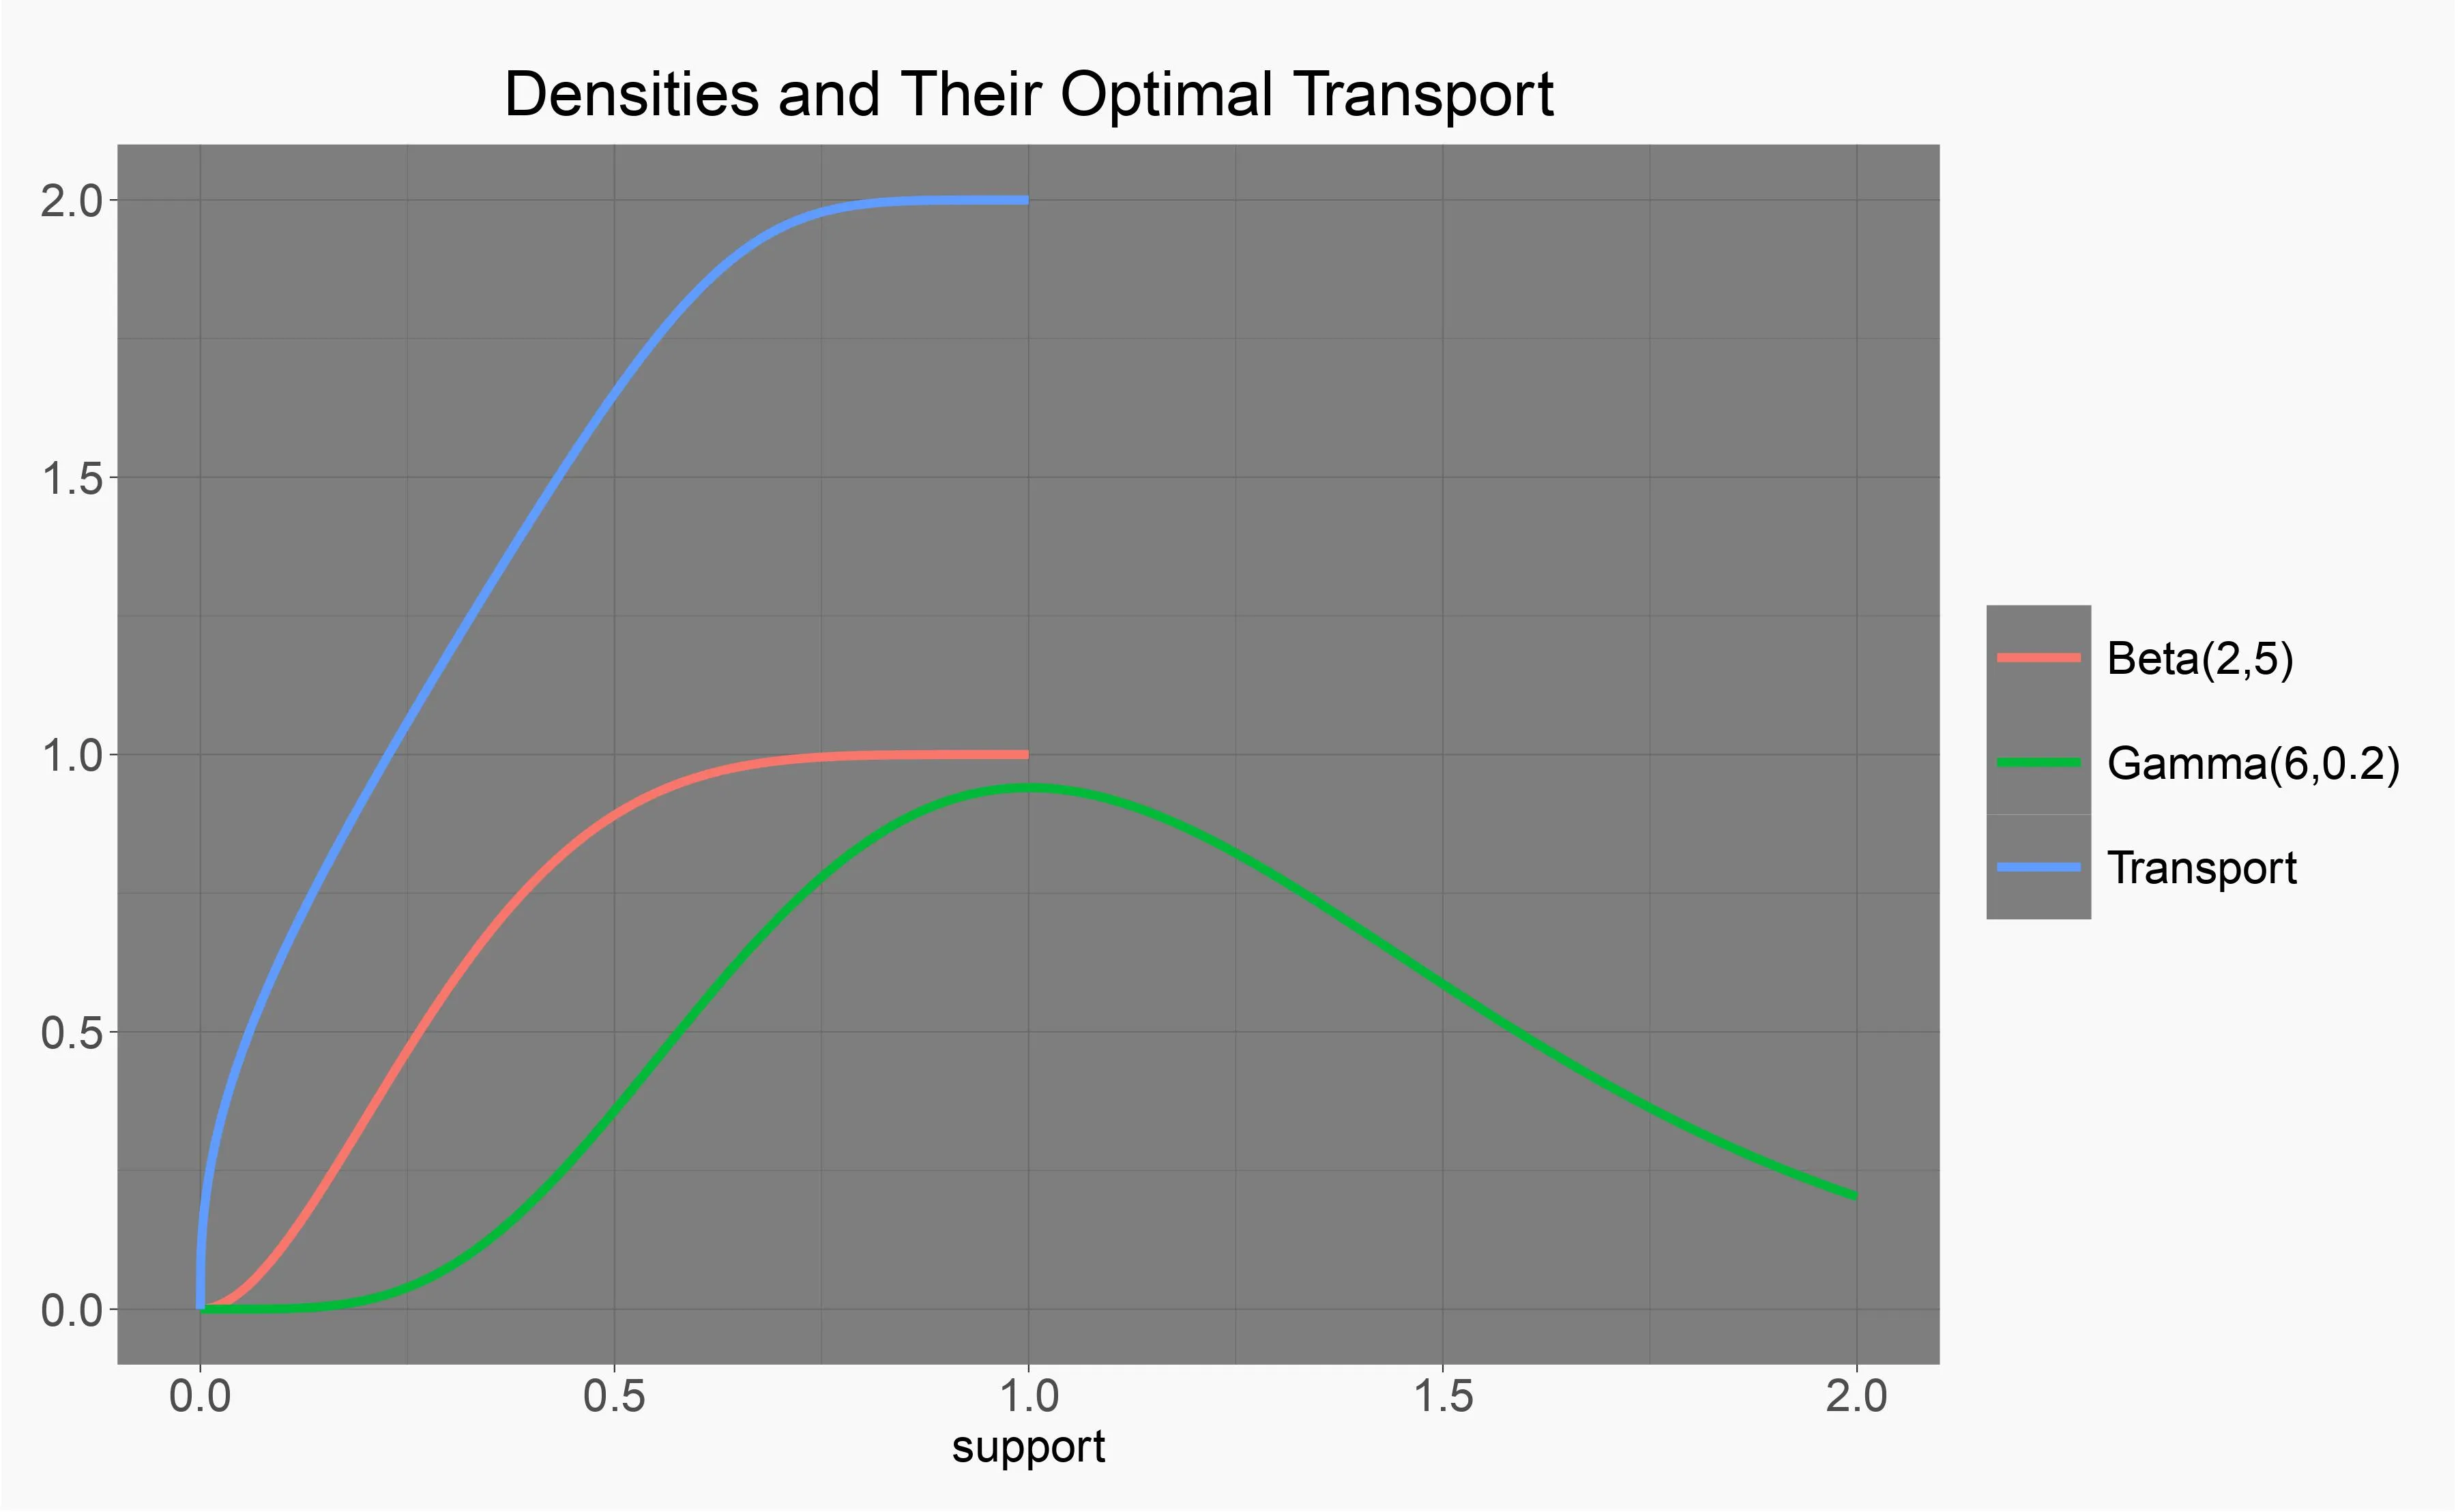 Densities and Their Optimal Transport
2.0
1.5
1.0
0.5
0.0
0.0 0.5 1.0 1.5 2.0
support
Beta(2,5)
Gamma(6,0.2)
Transport